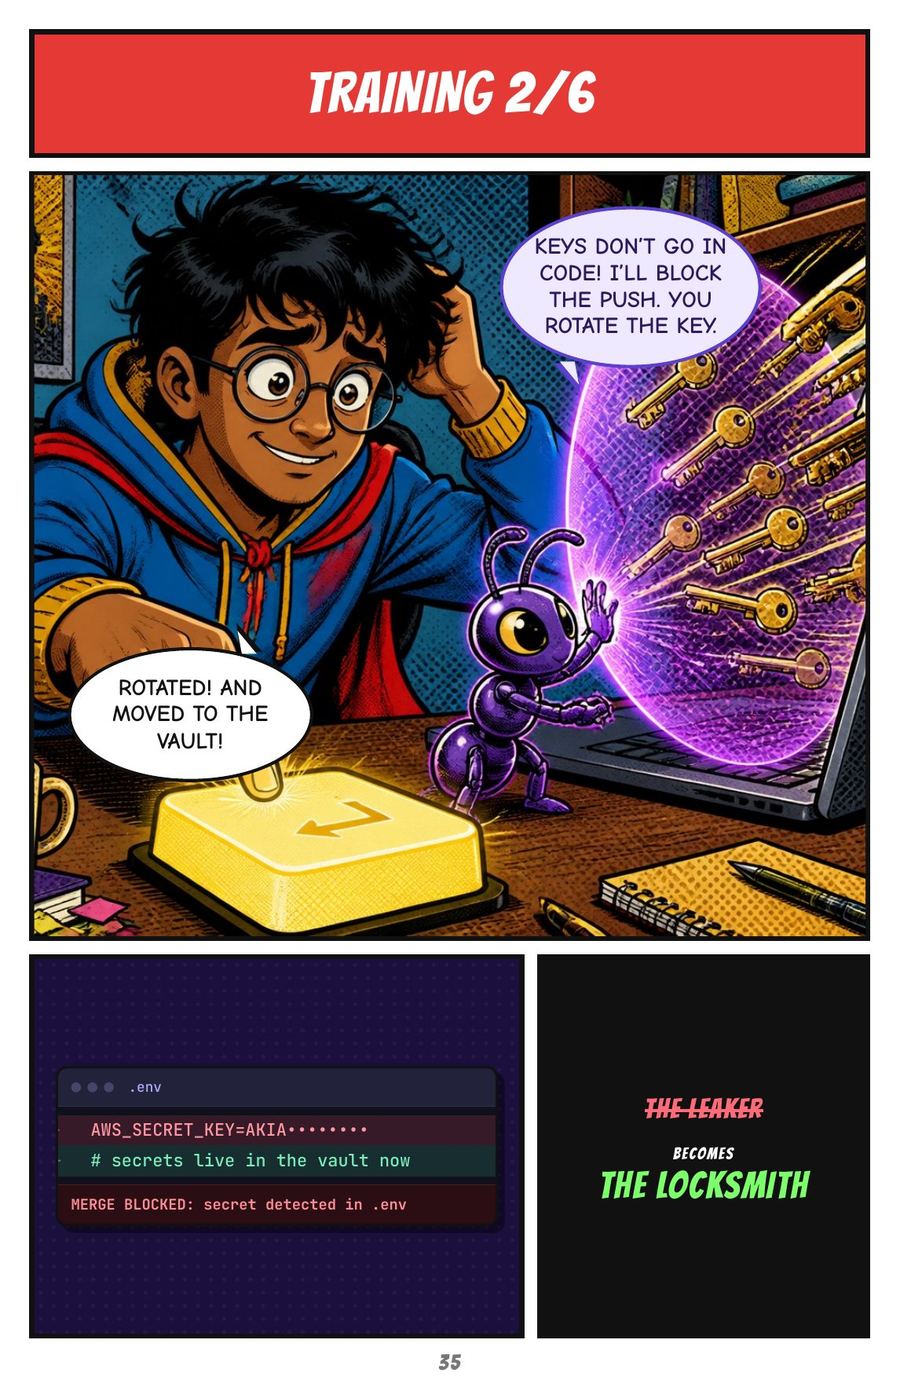 TRAINING 2/6
KEYS DON'T GO IN
CODE! I'LL BLOCK
THE PUSH. YOU
ROTATE THE KEY.
ROTATED! AND
MOVED TO THE
VAULT!
.env
AWS_SECRET_KEY=AKIA••••••••
# secrets live in the vault now
MERGE BLOCKED: secret detected in .env
THE LEAKER
BECOMES
THE LOCKSMITH
35